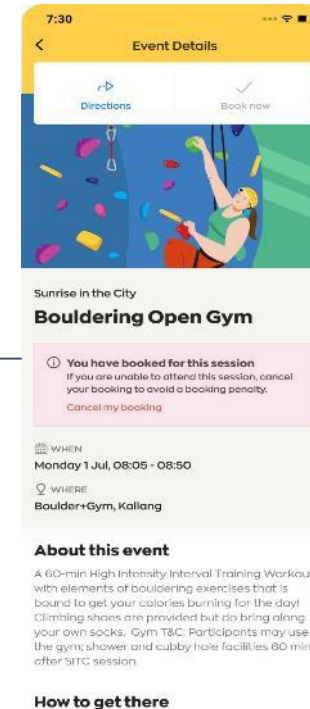 7:30
Event Details
Directions
Book now
Sunrise in the City
Bouldering Open Gym
You have booked for this session
If you are unable to attend this session, cancel
your booking to avoid a booking penalty.
Cancel my booking
WHEN
Monday 1 Jul, 08:05 - 08:50
WHERE
Boulder+Gym, Kallang
About this event
A 60-min High Intensity Interval Training Workou
with elements of bouldering exercises that is
bound to get your calories burning for the day!
Climbing shoes are provided but do bring along
your own socks. Gym T&C: Participants may use
the gym; shower and cubby hole facilities 60 min
after SITC session.
How to get there